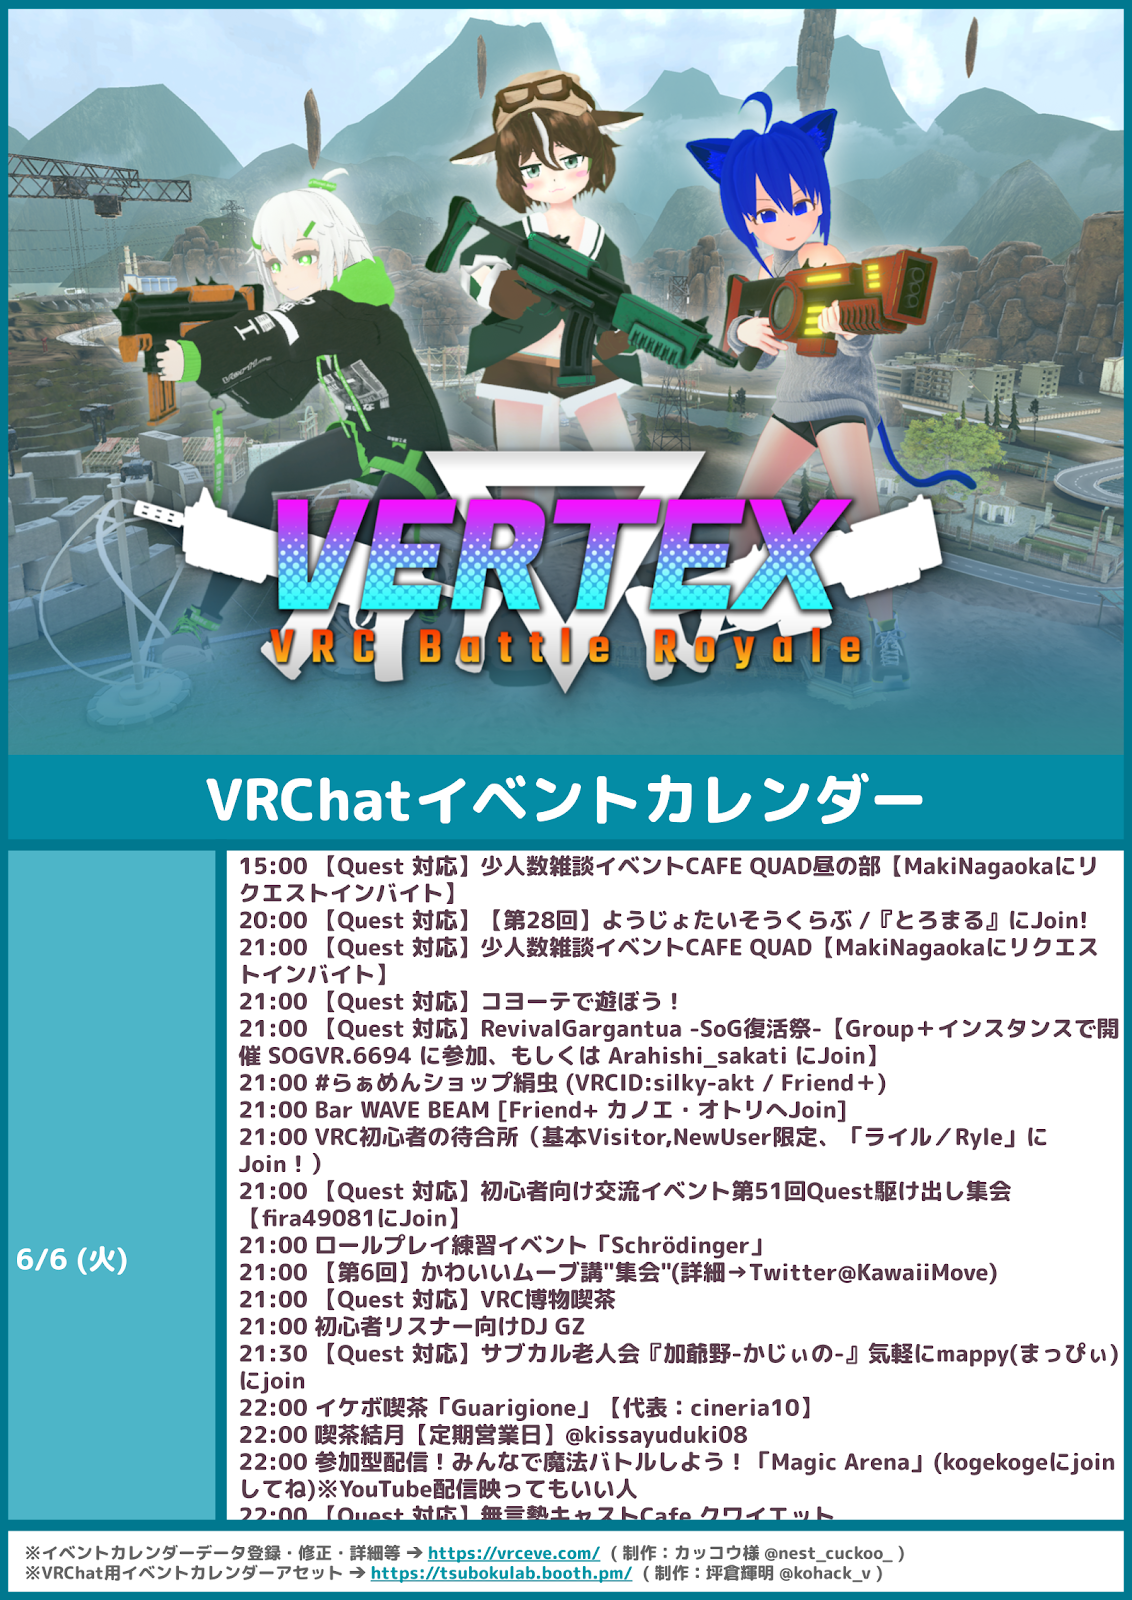 VERTEX
VRC Battle Royale
VRChatイベントカレンダー
6/6 (火)
15:00 【Quest 対応】少人数雑談イベントCAFE QUAD昼の部【MakiNagaokaにリ
クエストインバイト】
20:00 【Quest 対応】【第28回】ようじょたいそうくらぶ /『とろまる』にJoin!
21:00 【Quest 対応】少人数雑談イベントCAFE QUAD【MakiNagaokaにリクエス
トインバイト】
21:00 【Quest 対応】コヨーテで遊ぼう！
21:00 【Quest 対応】RevivalGargantua -SoG復活祭-【Group＋インスタンスで開
催 SOGVR.6694 に参加、もしくは Arahishi_sakati にJoin】
21:00 #らぁめんショップ絹虫 (VRCID:silky-akt / Friend＋)
21:00 Bar WAVE BEAM [Friend+ カノエ・オトリへJoin]
21:00 VRC初心者の待合所（基本Visitor,NewUser限定、「ライル／Ryle」に
Join！）
21:00 【Quest 対応】初心者向け交流イベント第51回Quest駆け出し集会
【fira49081にJoin】
21:00 ロールプレイ練習イベント「Schrödinger」
21:00 【第6回】かわいいムーブ講"集会"(詳細→Twitter@KawaiiMove)
21:00 【Quest 対応】VRC博物喫茶
21:00 初心者リスナー向けDJ GZ
21:30 【Quest 対応】サブカル老人会『加爺野-かじぃの-』気軽にmappy(まっぴぃ)
にjoin
22:00 イケボ喫茶「Guarigione」【代表：cineria10】
22:00 喫茶結月【定期営業日】@kissayuduki08
22:00 参加型配信！みんなで魔法バトルしよう！「Magic Arena」(kogekogeにjoin
してね)※YouTube配信映ってもいい人
22:00 【Quest 対応】無言勢キャストCafe クワイエット
※イベントカレンダーデータ登録・修正・詳細等 ➔ https://vrceve.com/ ( 制作：カッコウ様 @nest_cuckoo_ )
※VRChat用イベントカレンダーアセット ➔ https://tsubokulab.booth.pm/ ( 制作：坪倉輝明 @kohack_v )